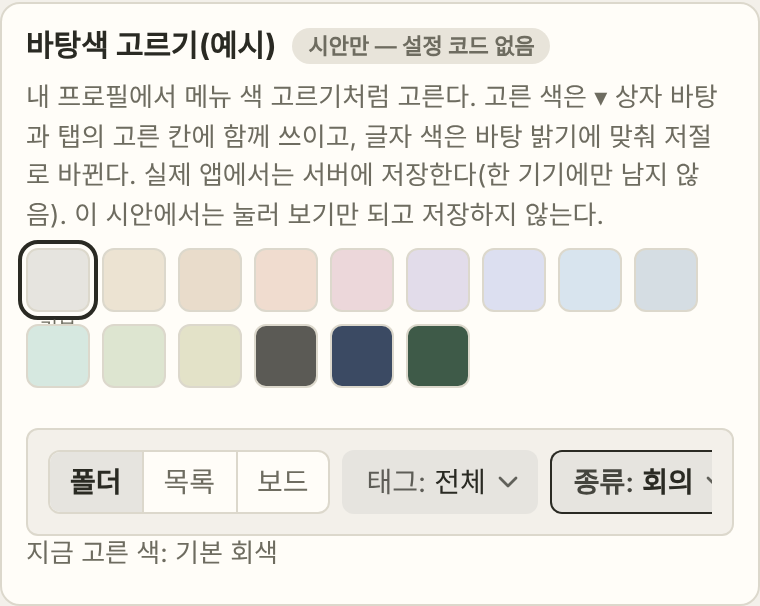 바탕색 고르기(예시) 시안만 — 설정 코드 없음
내 프로필에서 메뉴 색 고르기처럼 고른다. 고른 색은 ▾ 상자 바탕
과 탭의 고른 칸에 함께 쓰이고, 글자 색은 바탕 밝기에 맞춰 저절
로 바뀐다. 실제 앱에서는 서버에 저장한다(한 기기에만 남지 않
음). 이 시안에서는 눌러 보기만 되고 저장하지 않는다.
폴더 목록 보드 태그: 전체 종류: 회의
지금 고른 색: 기본 회색